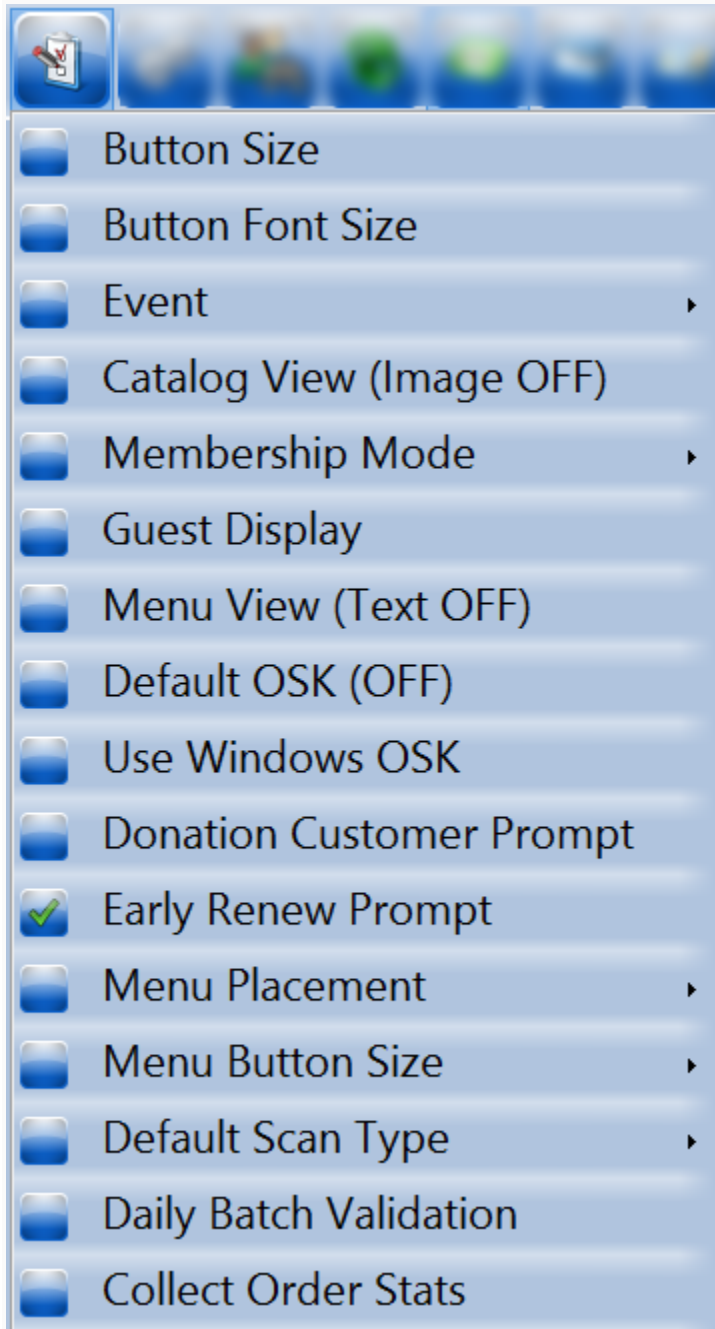 Button Size
Button Font Size
Event
Catalog View (Image OFF)
Membership Mode
Guest Display
Menu View (Text OFF)
Default OSK (OFF)
Use Windows OSK
Donation Customer Prompt
Early Renew Prompt
Menu Placement
Menu Button Size
Default Scan Type
Daily Batch Validation
Collect Order Stats